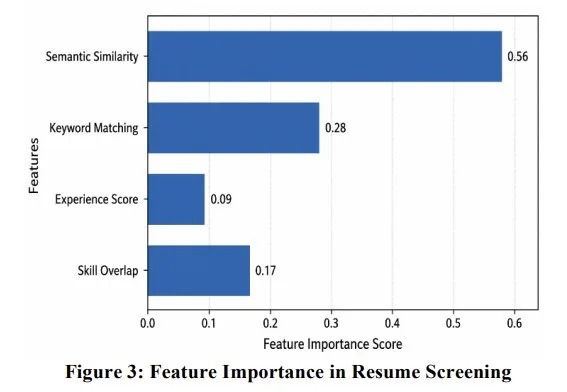 Features
Semantic Similarity 0.56
Keyword Matching 0.28
Experience Score 0.09
Skill Overlap 0.17
0.0 0.1 0.2 0.3 0.4 0.5 0.6
Feature Importance Score
Figure 3: Feature Importance in Resume Screening